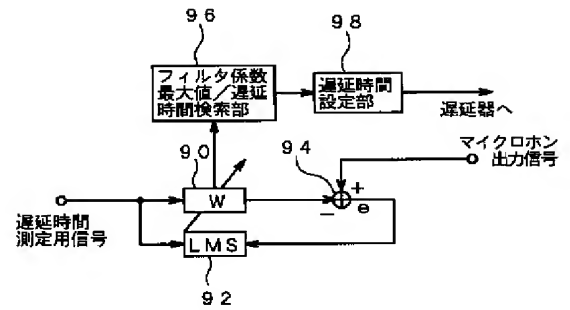 96
98
フィルタ係数
最大値／遅延
時間検索部
遅延時間
設定部
遅延器へ
マイクロホン
出力信号
90
94
W
+
−
e
遅延時間
測定用信号
LMS
92